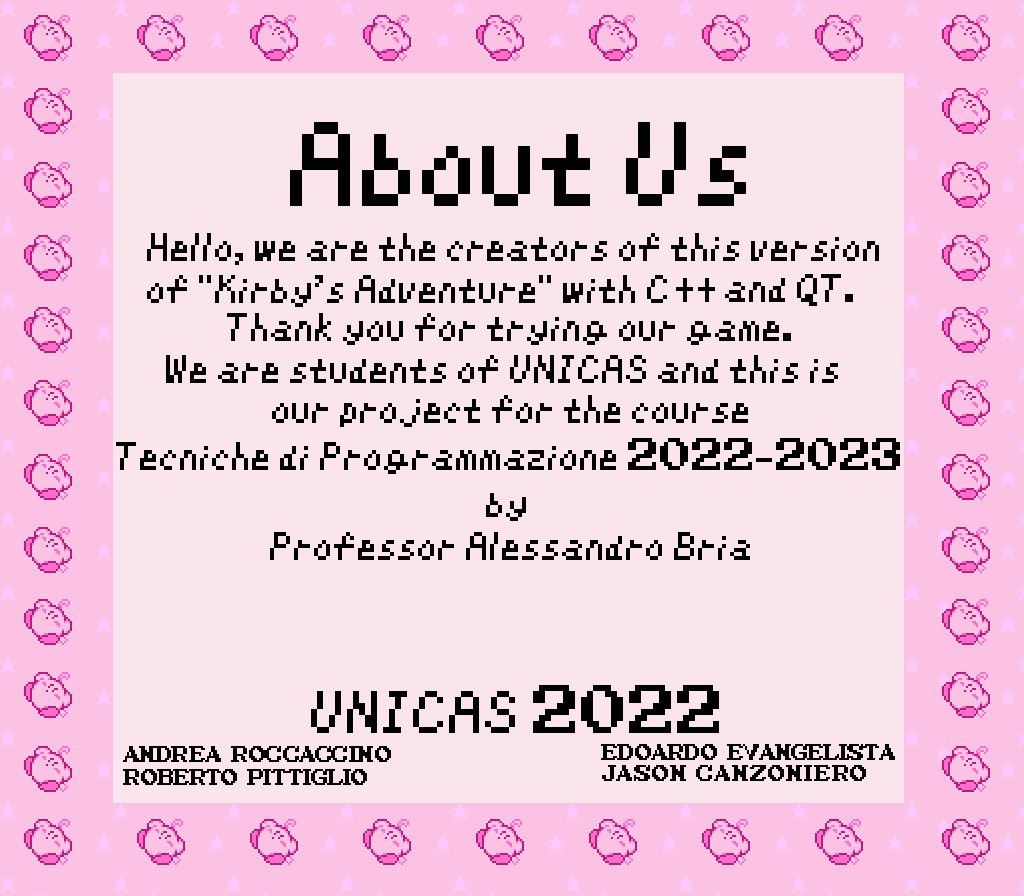 About Us
Hello, we are the creators of this version
of "Kirby's Adventure" with C++ and QT.
Thank you for trying our game.
We are students of UNICAS and this is
our project for the course
Tecniche di Programmazione 2022-2023
by
Professor Alessandro Bria
UNICAS 2022
ANDREA ROCCACCINO
ROBERTO PITTIGLIO
EDOARDO EVANGELISTA
JASON CANZONIERO